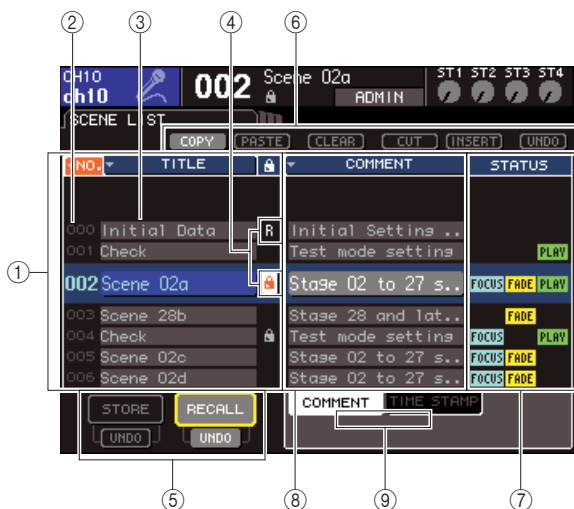 ② ③ ④ ⑥
CH10
ch10
002 Scene 02a
ADMIN
ST1 ST2 ST3 ST4
SCENE LIST
COPY PASTE CLEAR CUT INSERT UNDO
NO. TITLE COMMENT STATUS
000 Initial Data R Initial Setting ..
001 Check Test mode setting PLAY
002 Scene 02a Stage 02 to 27 s.. FOCUS FADE PLAY
003 Scene 28b Stage 28 and lat.. FADE
004 Check Test mode setting FOCUS PLAY
005 Scene 02c Stage 02 to 27 s.. FOCUS FADE
006 Scene 02d Stage 02 to 27 s.. FOCUS FADE
①
STORE RECALL COMMENT TIME STAMP
UNDO UNDO
⑤ ⑧ ⑨ ⑦